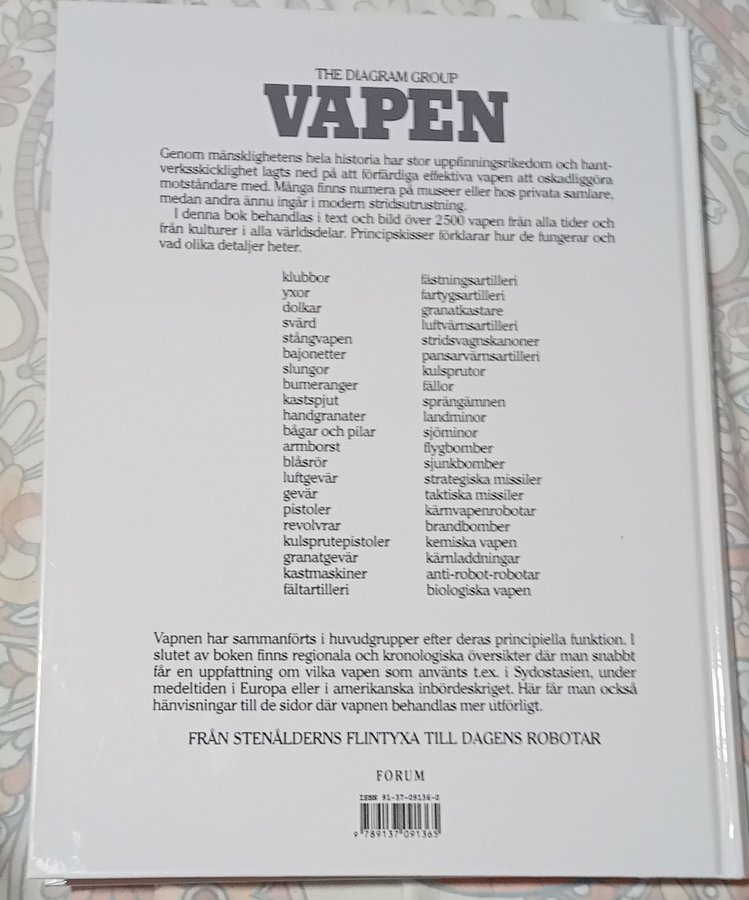 THE DIAGRAM GROUP
VAPEN
Genom mänsklighetens hela historia har stor uppfinningsrikedom och hant-
verksskicklighet lagts ned på att förfärdiga effektiva vapen att oskadliggöra
motståndare med. Många finns numera på museer eller hos privata samlare,
medan andra ännu ingår i modern stridsutrustning.
I denna bok behandlas i text och bild över 2500 vapen från alla tider och
från kulturer i alla världsdelar. Principskisser förklarar hur de fungerar och
vad olika detaljer heter.
klubbor
yxor
dolkar
svärd
stångvapen
bajonetter
slungor
bumeranger
kastspjut
handgranater
bågar och pilar
armborst
blåsrör
luftgevär
gevär
pistoler
revolvrar
kulsprutepistoler
granatgevär
kastmaskiner
fältartilleri
fästningsartilleri
fartygsartilleri
granatkastare
luftvärnsartilleri
stridsvagnskanoner
pansarvärnsartilleri
kulsprutor
fällor
sprängämnen
landminor
sjöminor
flygbomber
sjunkbomber
strategiska missiler
taktiska missiler
kärnvapenrobotar
brandbomber
kemiska vapen
kärnladdningar
anti-robot-robotar
biologiska vapen
Vapnen har sammanförts i huvudgrupper efter deras principiella funktion. I
slutet av boken finns regionala och kronologiska översikter där man snabbt
får en uppfattning om vilka vapen som använts t.ex. i Sydostasien, under
medeltiden i Europa eller i amerikanska inbördeskriget. Här får man också
hänvisningar till de sidor där vapnen behandlas mer utförligt.
FRÅN STENÅLDERNS FLINTYXA TILL DAGENS ROBOTAR
FORUM
ISBN 91-37-09136-0
9 789137 091365